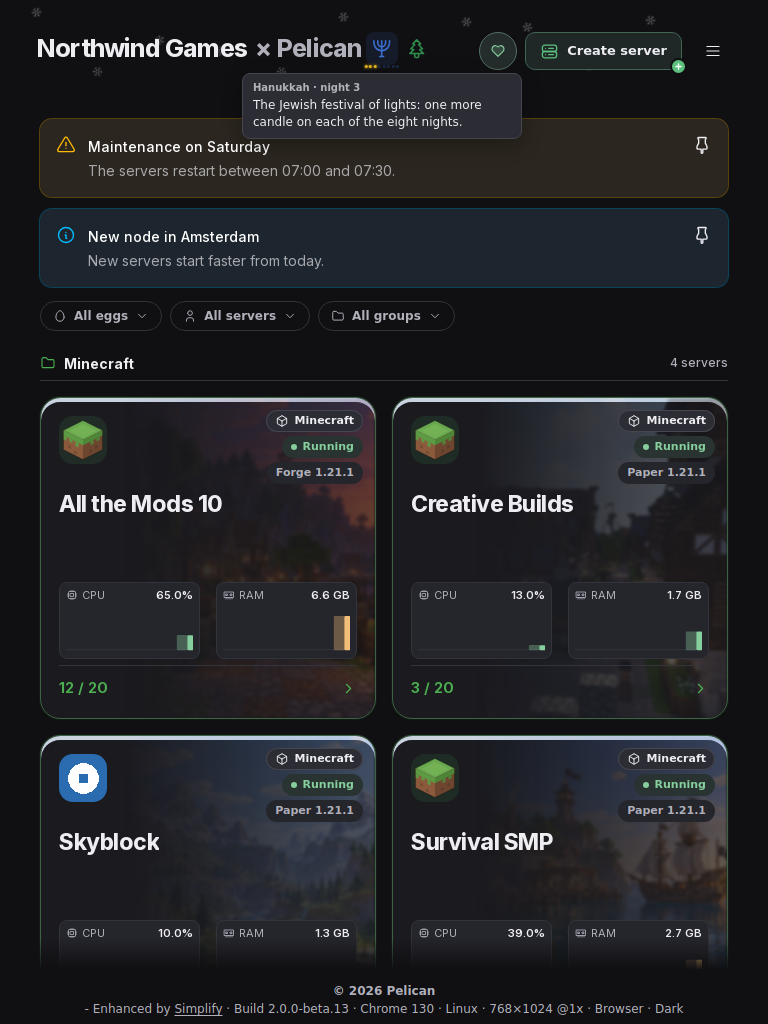 Northwind Games × Pelican
Create server
Hanukkah · night 3
The Jewish festival of lights: one more
candle on each of the eight nights.
Maintenance on Saturday
The servers restart between 07:00 and 07:30.
New node in Amsterdam
New servers start faster from today.
All eggs
All servers
All groups
Minecraft
4 servers
Minecraft
Running
Forge 1.21.1
All the Mods 10
CPU 65.0%
RAM 6.6 GB
12 / 20
Minecraft
Running
Paper 1.21.1
Creative Builds
CPU 13.0%
RAM 1.7 GB
3 / 20
Minecraft
Running
Paper 1.21.1
Skyblock
CPU 10.0%
RAM 1.3 GB
Minecraft
Running
Paper 1.21.1
Survival SMP
CPU 39.0%
RAM 2.7 GB
© 2026 Pelican
- Enhanced by Simplify · Build 2.0.0-beta.13 · Chrome 130 · Linux · 768×1024 @1x · Browser · Dark